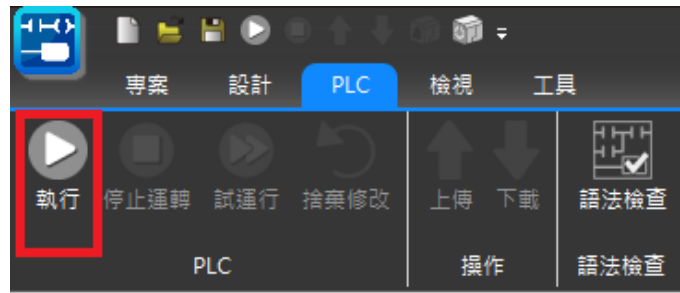 專案 設計 PLC 檢視 工具
執行 停止運轉 試運行 捨棄修改 上傳 下載 語法檢查
PLC 操作 語法檢查